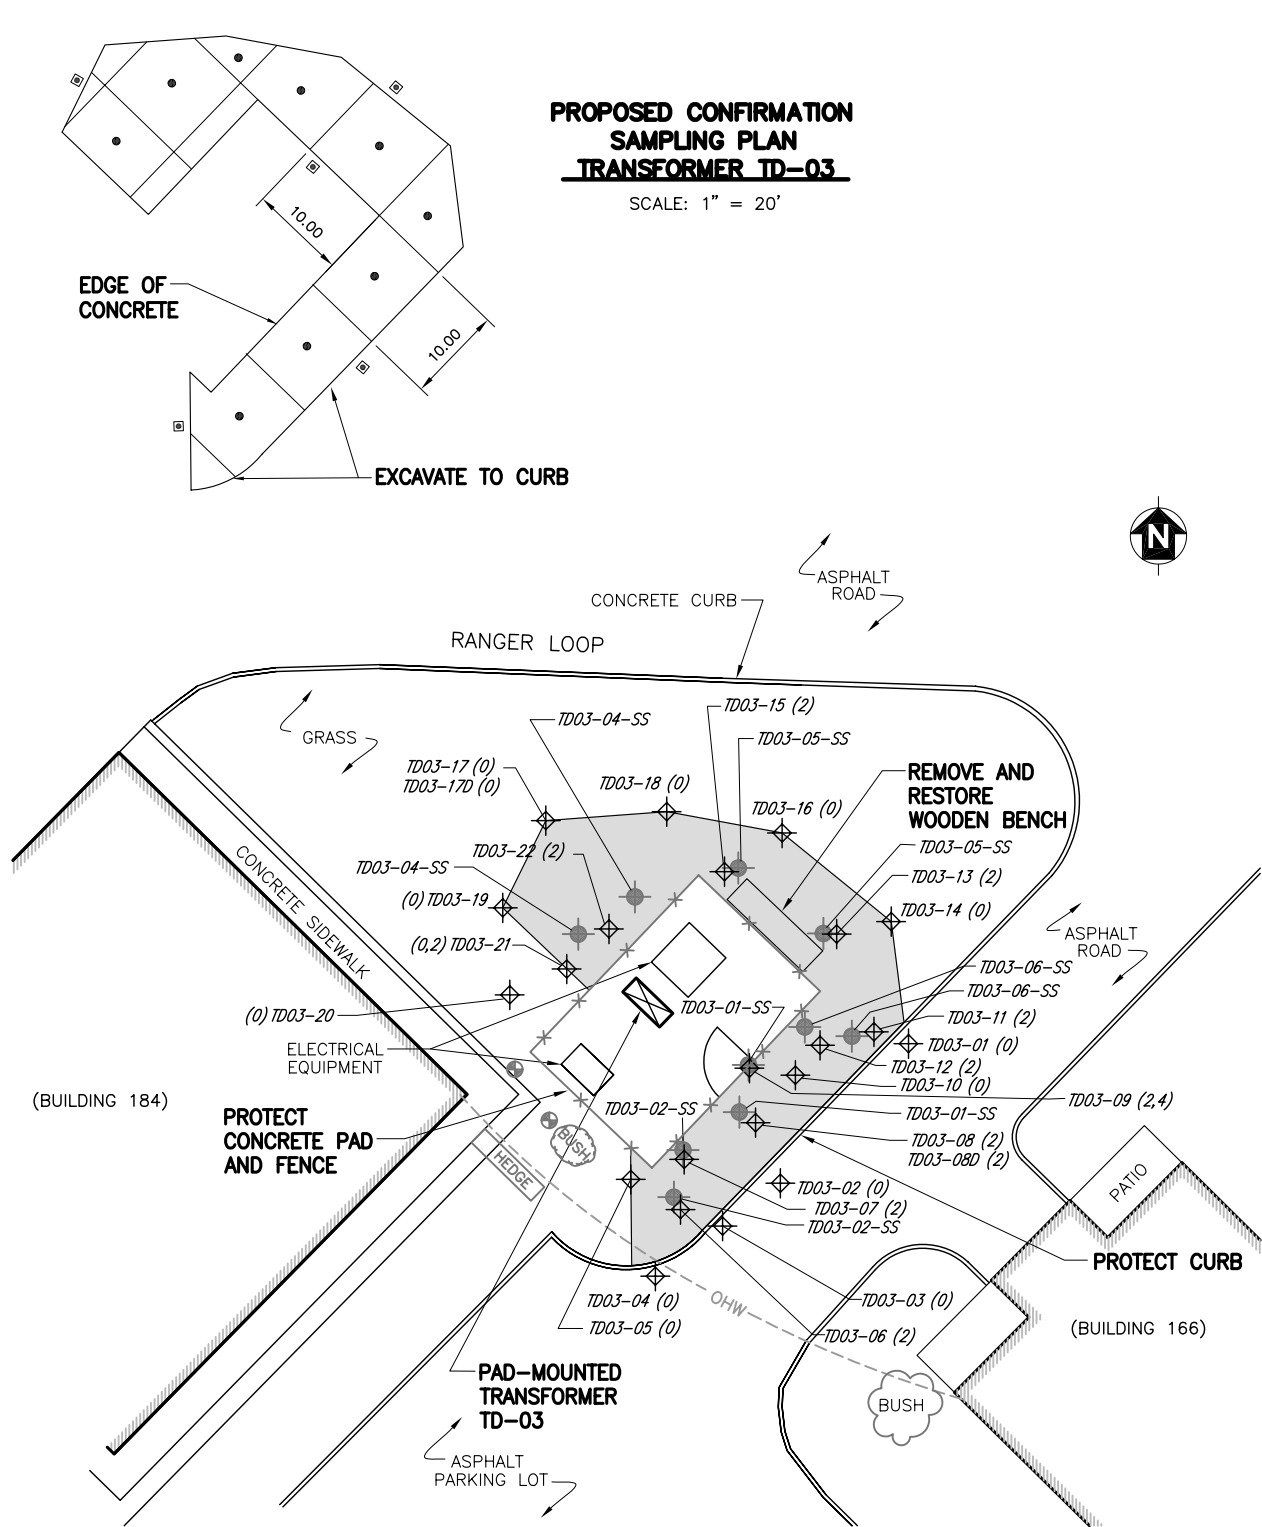 PROPOSED CONFIRMATION
SAMPLING PLAN
TRANSFORMER TD-03
SCALE: 1" = 20'
10.00
EDGE OF
CONCRETE
10.00
EXCAVATE TO CURB
N
ASPHALT
ROAD
CONCRETE CURB
RANGER LOOP
TD03-15 (2)
TD03-04-SS
GRASS
TD03-05-SS
TD03-17 (0)
TD03-17D (0)
TD03-18 (0)
REMOVE AND
RESTORE
WOODEN BENCH
TD03-16 (0)
TD03-05-SS
TD03-22 (2)
TD03-04-SS
TD03-13 (2)
CONCRETE SIDEWALK
(0) TD03-19
TD03-14 (0)
ASPHALT
ROAD
(0,2) TD03-21
TD03-06-SS
TD03-06-SS
TD03-01-SS
(0) TD03-20
TD03-11 (2)
TD03-01 (0)
ELECTRICAL
EQUIPMENT
TD03-12 (2)
TD03-10 (0)
(BUILDING 184)
TD03-09 (2,4)
TD03-02-SS
TD03-01-SS
PROTECT
CONCRETE PAD
AND FENCE
BUSH
TD03-08 (2)
TD03-08D (2)
HEDGE
PATIO
TD03-02 (0)
TD03-07 (2)
TD03-02-SS
PROTECT CURB
OHW
TD03-04 (0)
TD03-03 (0)
TD03-05 (0)
TD03-06 (2)
(BUILDING 166)
PAD-MOUNTED
TRANSFORMER
TD-03
BUSH
ASPHALT
PARKING LOT